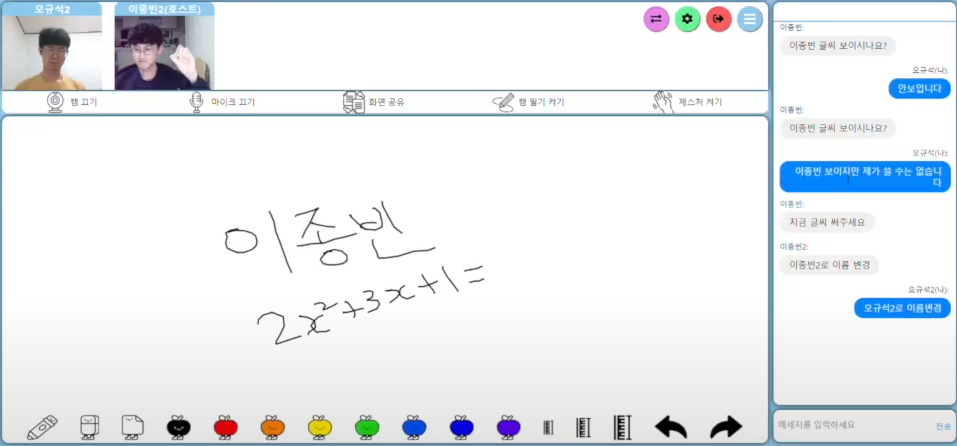 오규석2
이종빈2(호스트)
캠 끄기
마이크 끄기
화면 공유
캠 필기 켜기
제스처 켜기
이종빈
2x²+3x+1=
이종빈:
이종빈 글씨 보이시나요?
오규석(나):
안보입니다
이종빈:
이종빈 글씨 보이시나요?
오규석(나):
이종빈 보이지만 제가 쓸 수는 없습니
다
이종빈:
지금 글씨 써주세요
이종빈2:
이종빈2로 이름 변경
오규석2(나):
오규석2로 이름변경
메세지를 입력하세요
전송